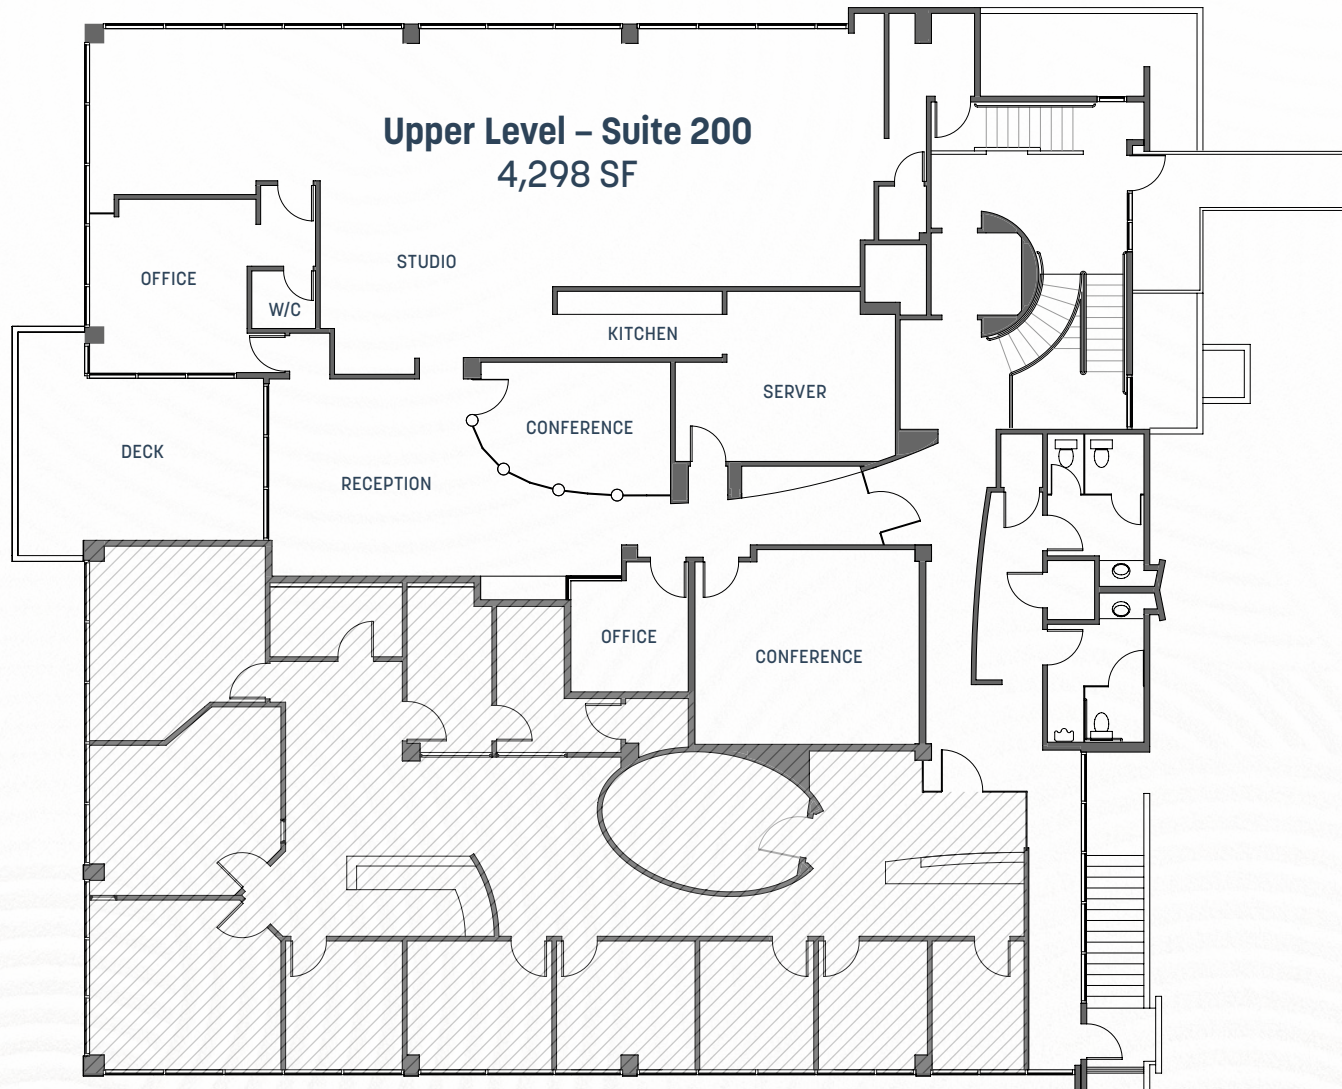 Upper Level – Suite 200
4,298 SF
STUDIO
OFFICE
W/C
KITCHEN
SERVER
CONFERENCE
DECK
RECEPTION
OFFICE
CONFERENCE